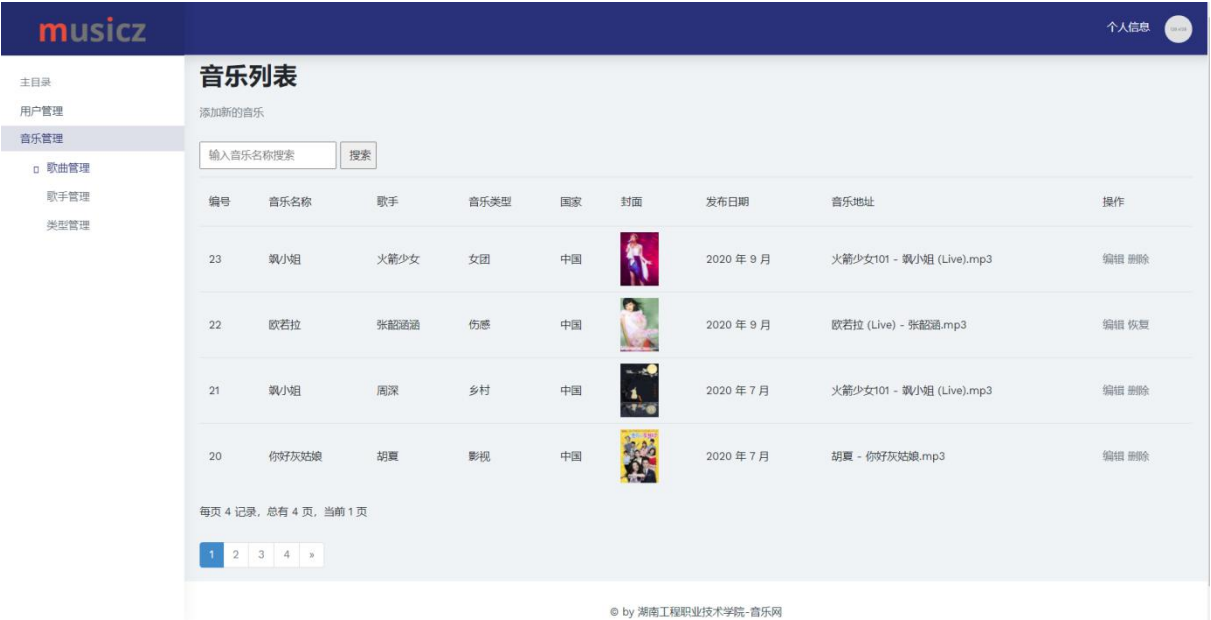 musicz
个人信息
主目录
用户管理
音乐管理
歌曲管理
歌手管理
类型管理
音乐列表
添加新的音乐
输入音乐名称搜索 搜索
编号 音乐名称 歌手 音乐类型 国家 封面 发布日期 音乐地址 操作
23 飒小姐 火箭少女 女团 中国 2020 年 9 月 火箭少女101 - 飒小姐 (Live).mp3 编辑 删除
22 欧若拉 张韶涵涵 伤感 中国 2020 年 9 月 欧若拉 (Live) - 张韶涵.mp3 编辑 恢复
21 飒小姐 周深 乡村 中国 2020 年 7 月 火箭少女101 - 飒小姐 (Live).mp3 编辑 删除
20 你好灰姑娘 胡夏 影视 中国 2020 年 7 月 胡夏 - 你好灰姑娘.mp3 编辑 删除
每页 4 记录, 总有 4 页, 当前 1 页
1 2 3 4 »
© by 湖南工程职业技术学院-音乐网